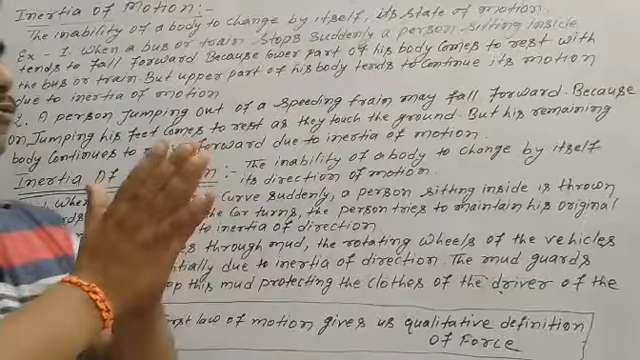 Inertia of Motion:-
The inability of a body to change by itself, its state of motion.
Ex - 1. When a bus or train stops suddenly a person sitting inside
tends to fall forward Because lower part of his body comes to rest with
the bus or train. But upper part of his body tends to continue its motion
due to inertia of motion
2. A person jumping out of a speeding train may fall forward. Because
on Jumping his feet comes to rest as they touch the ground. But his remaining
body continues to forward due to inertia of motion.
Inertia Of :- The inability of a body to change by itself
its direction of motion.
curve suddenly, a person sitting inside is thrown
the car turns, the person tries to maintain his original
to inertia of direction.
through mud, the rotating wheels of the vehicles
due to inertia of direction. The mud guards
this mud protecting the clothes of the driver of the
law of motion gives us qualitative definition
Of Force